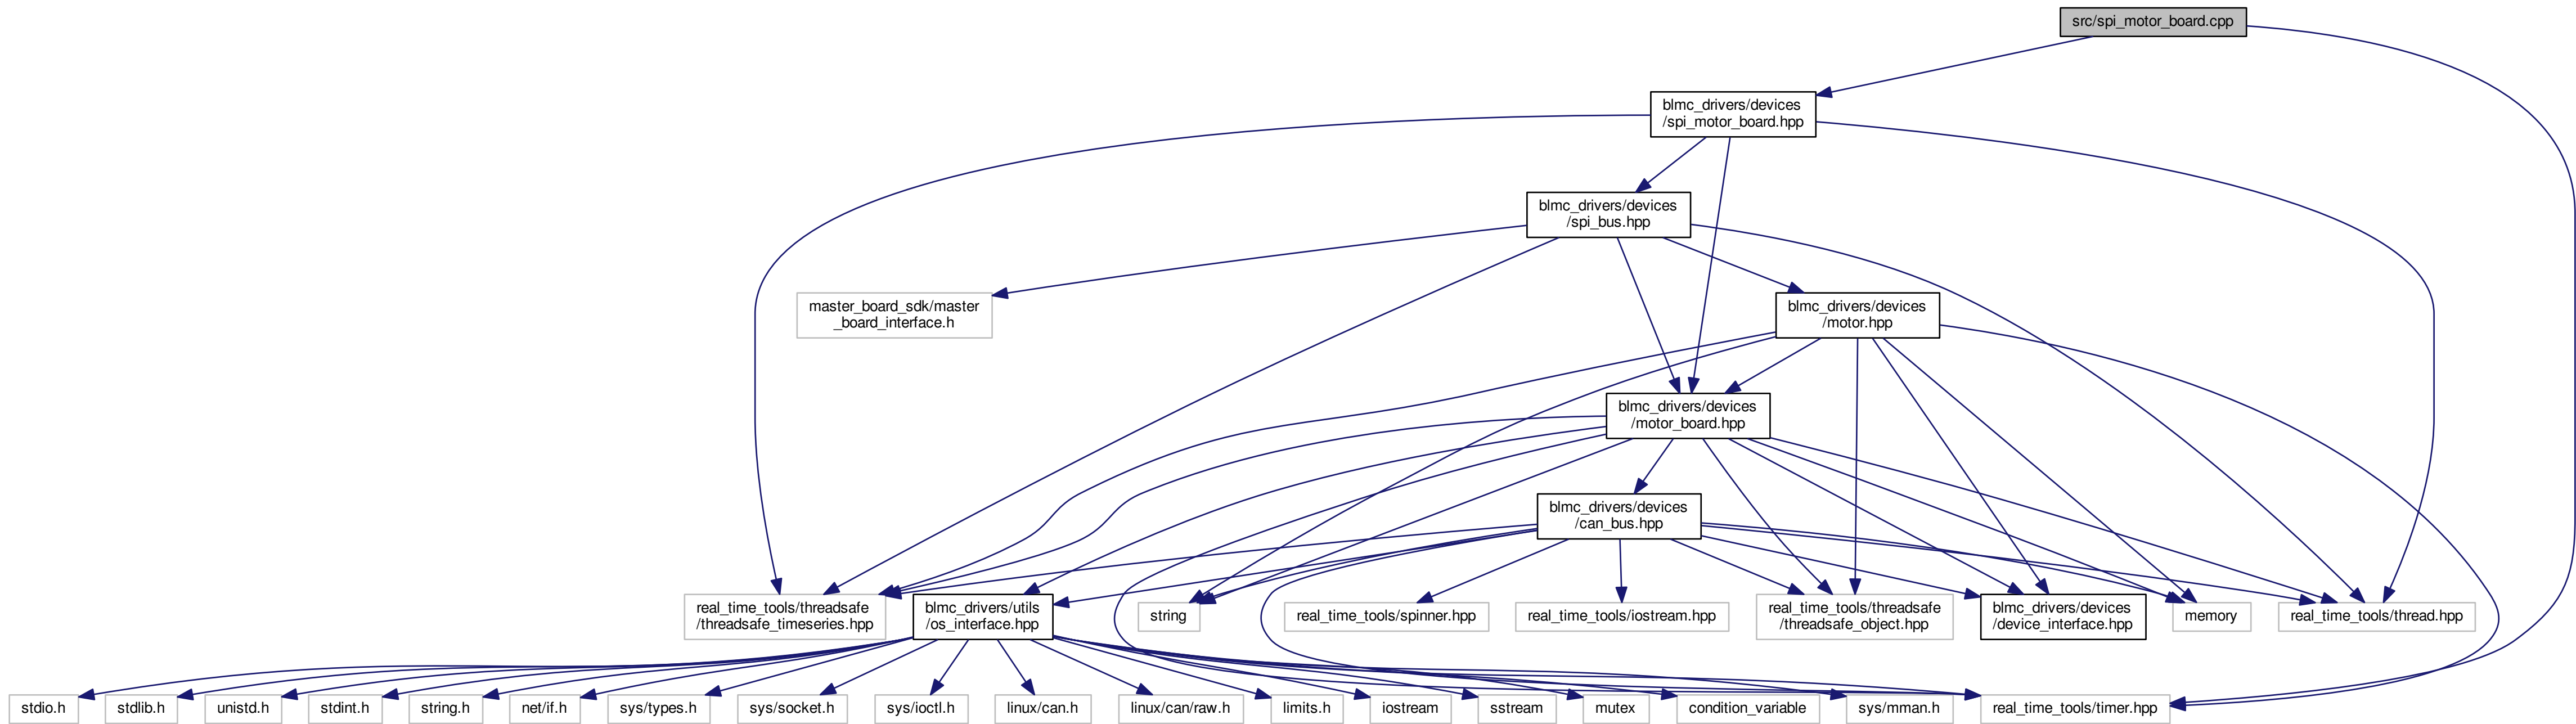 src/spi_motor_board.cpp
blmc_drivers/devices
/spi_motor_board.hpp
blmc_drivers/devices
/spi_bus.hpp
master_board_sdk/master
_board_interface.h
blmc_drivers/devices
/motor.hpp
blmc_drivers/devices
/motor_board.hpp
blmc_drivers/devices
/can_bus.hpp
real_time_tools/threadsafe
/threadsafe_timeseries.hpp
blmc_drivers/utils
/os_interface.hpp
string
real_time_tools/spinner.hpp
real_time_tools/iostream.hpp
real_time_tools/threadsafe
/threadsafe_object.hpp
blmc_drivers/devices
/device_interface.hpp
memory
real_time_tools/thread.hpp
stdio.h
stdlib.h
unistd.h
stdint.h
string.h
net/if.h
sys/types.h
sys/socket.h
sys/ioctl.h
linux/can.h
linux/can/raw.h
limits.h
iostream
sstream
mutex
condition_variable
sys/mman.h
real_time_tools/timer.hpp